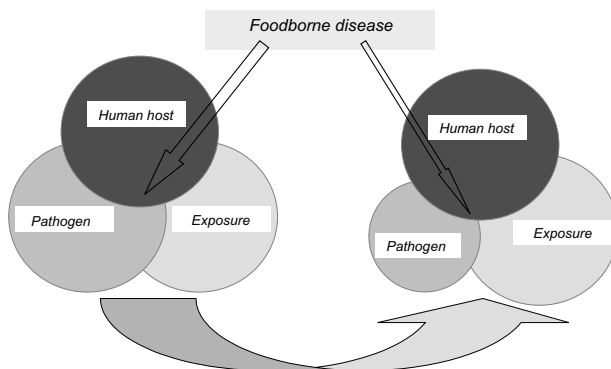 Foodborne disease
Human host
Human host
Pathogen
Exposure
Pathogen
Exposure